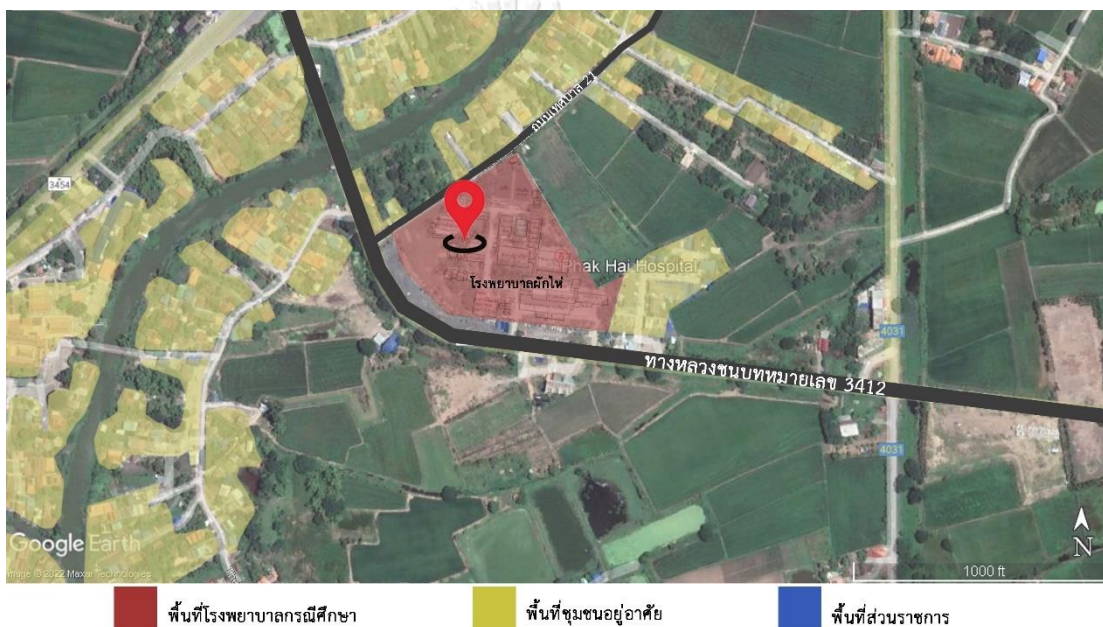 ถนนเทศบาล 21
3454
Phak Hai Hospital
โรงพยาบาลผักไห่
4031
ทางหลวงชนบทหมายเลข 3412
4031
Google Earth
Image © 2022 Maxar Technologies
N
1000 ft
พื้นที่โรงพยาบาลกรณีศึกษา
พื้นที่ชุมชนอยู่อาศัย
พื้นที่ส่วนราชการ